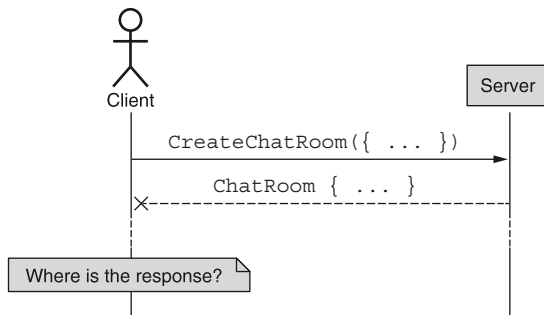 Client
Server
CreateChatRoom({ ... })
ChatRoom { ... }
Where is the response?